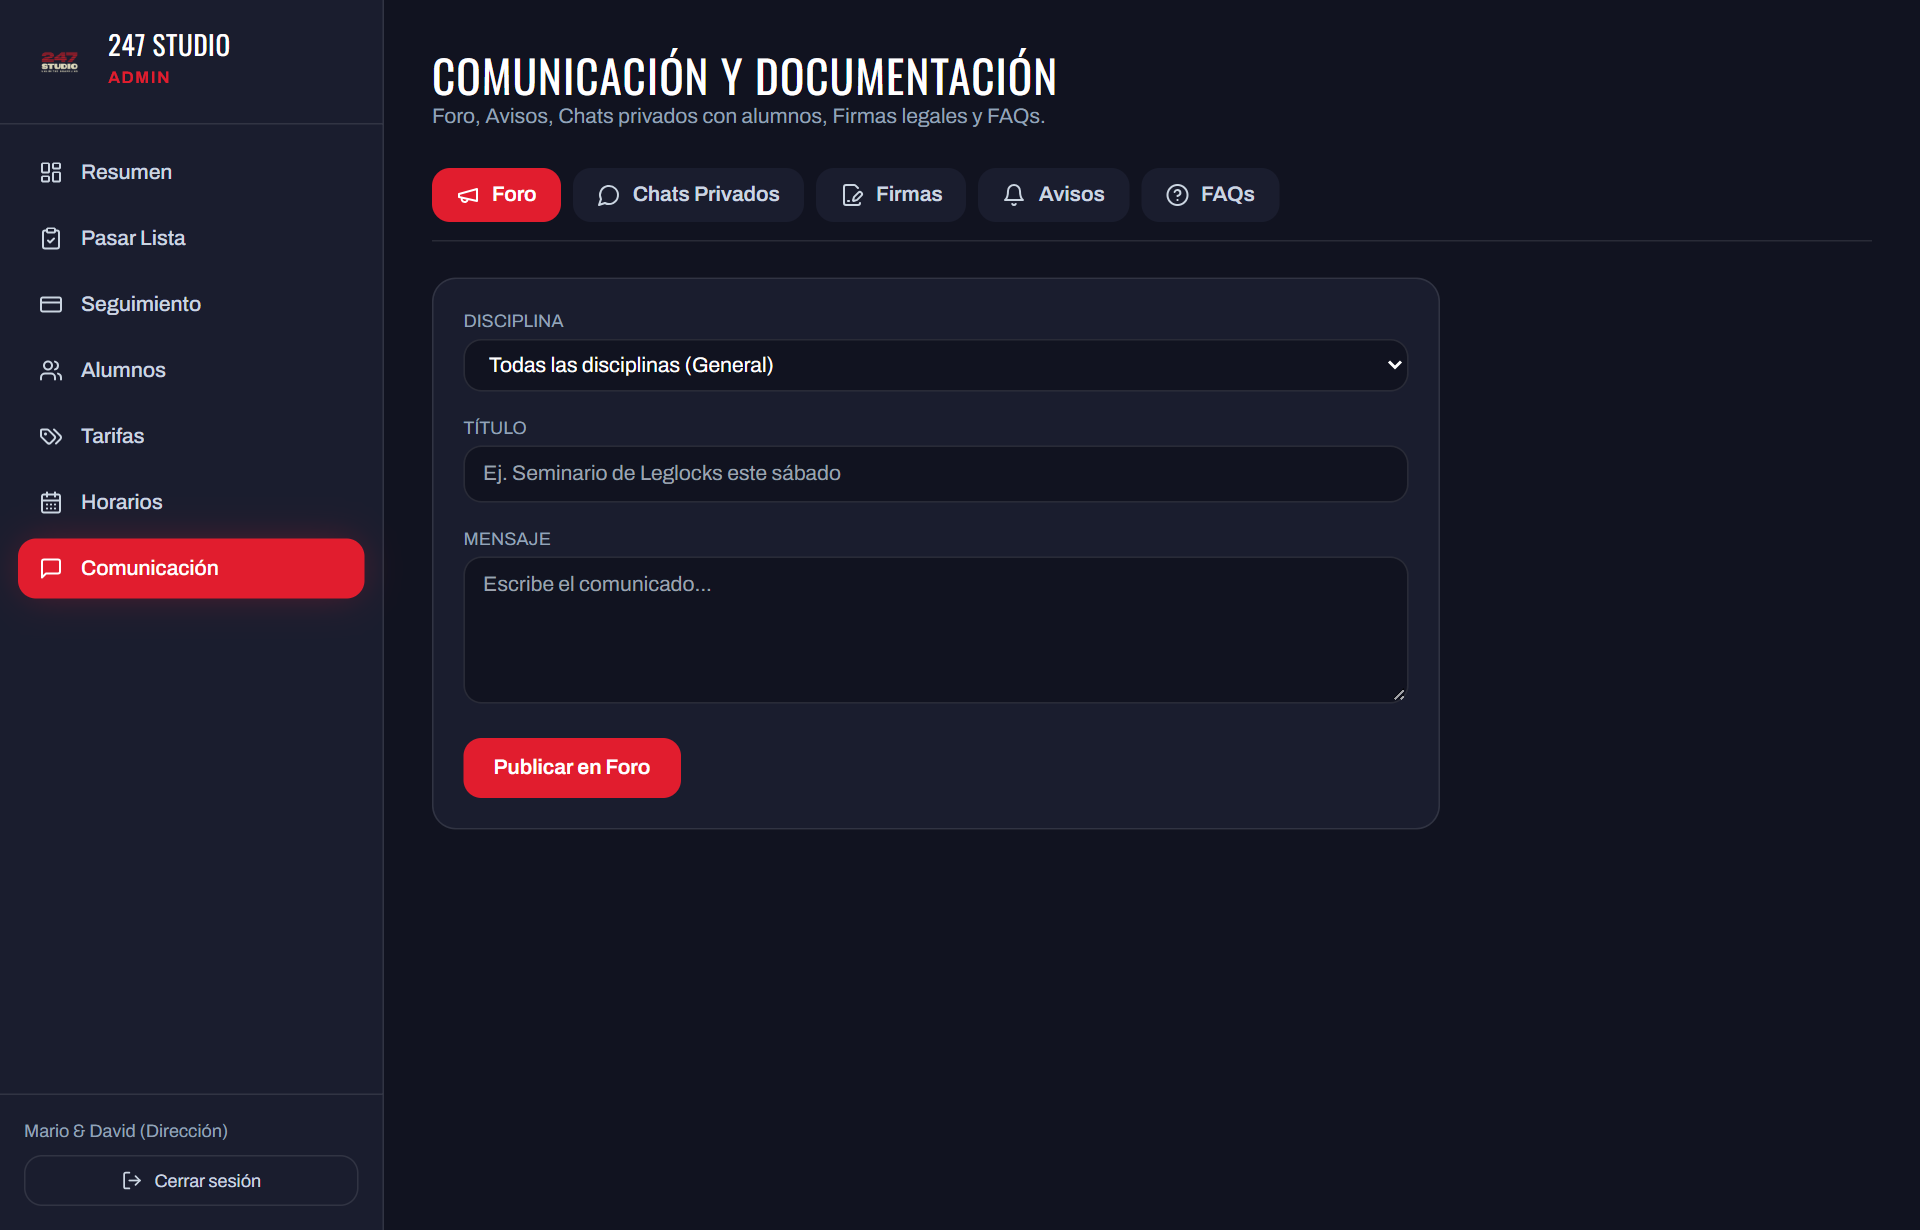 247
STUDIO
247 STUDIO
ADMIN
Resumen
Pasar Lista
Seguimiento
Alumnos
Tarifas
Horarios
Comunicación
Mario & David (Dirección)
Cerrar sesión
COMUNICACIÓN Y DOCUMENTACIÓN
Foro, Avisos, Chats privados con alumnos, Firmas legales y FAQs.
Foro
Chats Privados
Firmas
Avisos
FAQs
DISCIPLINA
Todas las disciplinas (General)
TÍTULO
Ej. Seminario de Leglocks este sábado
MENSAJE
Escribe el comunicado...
Publicar en Foro